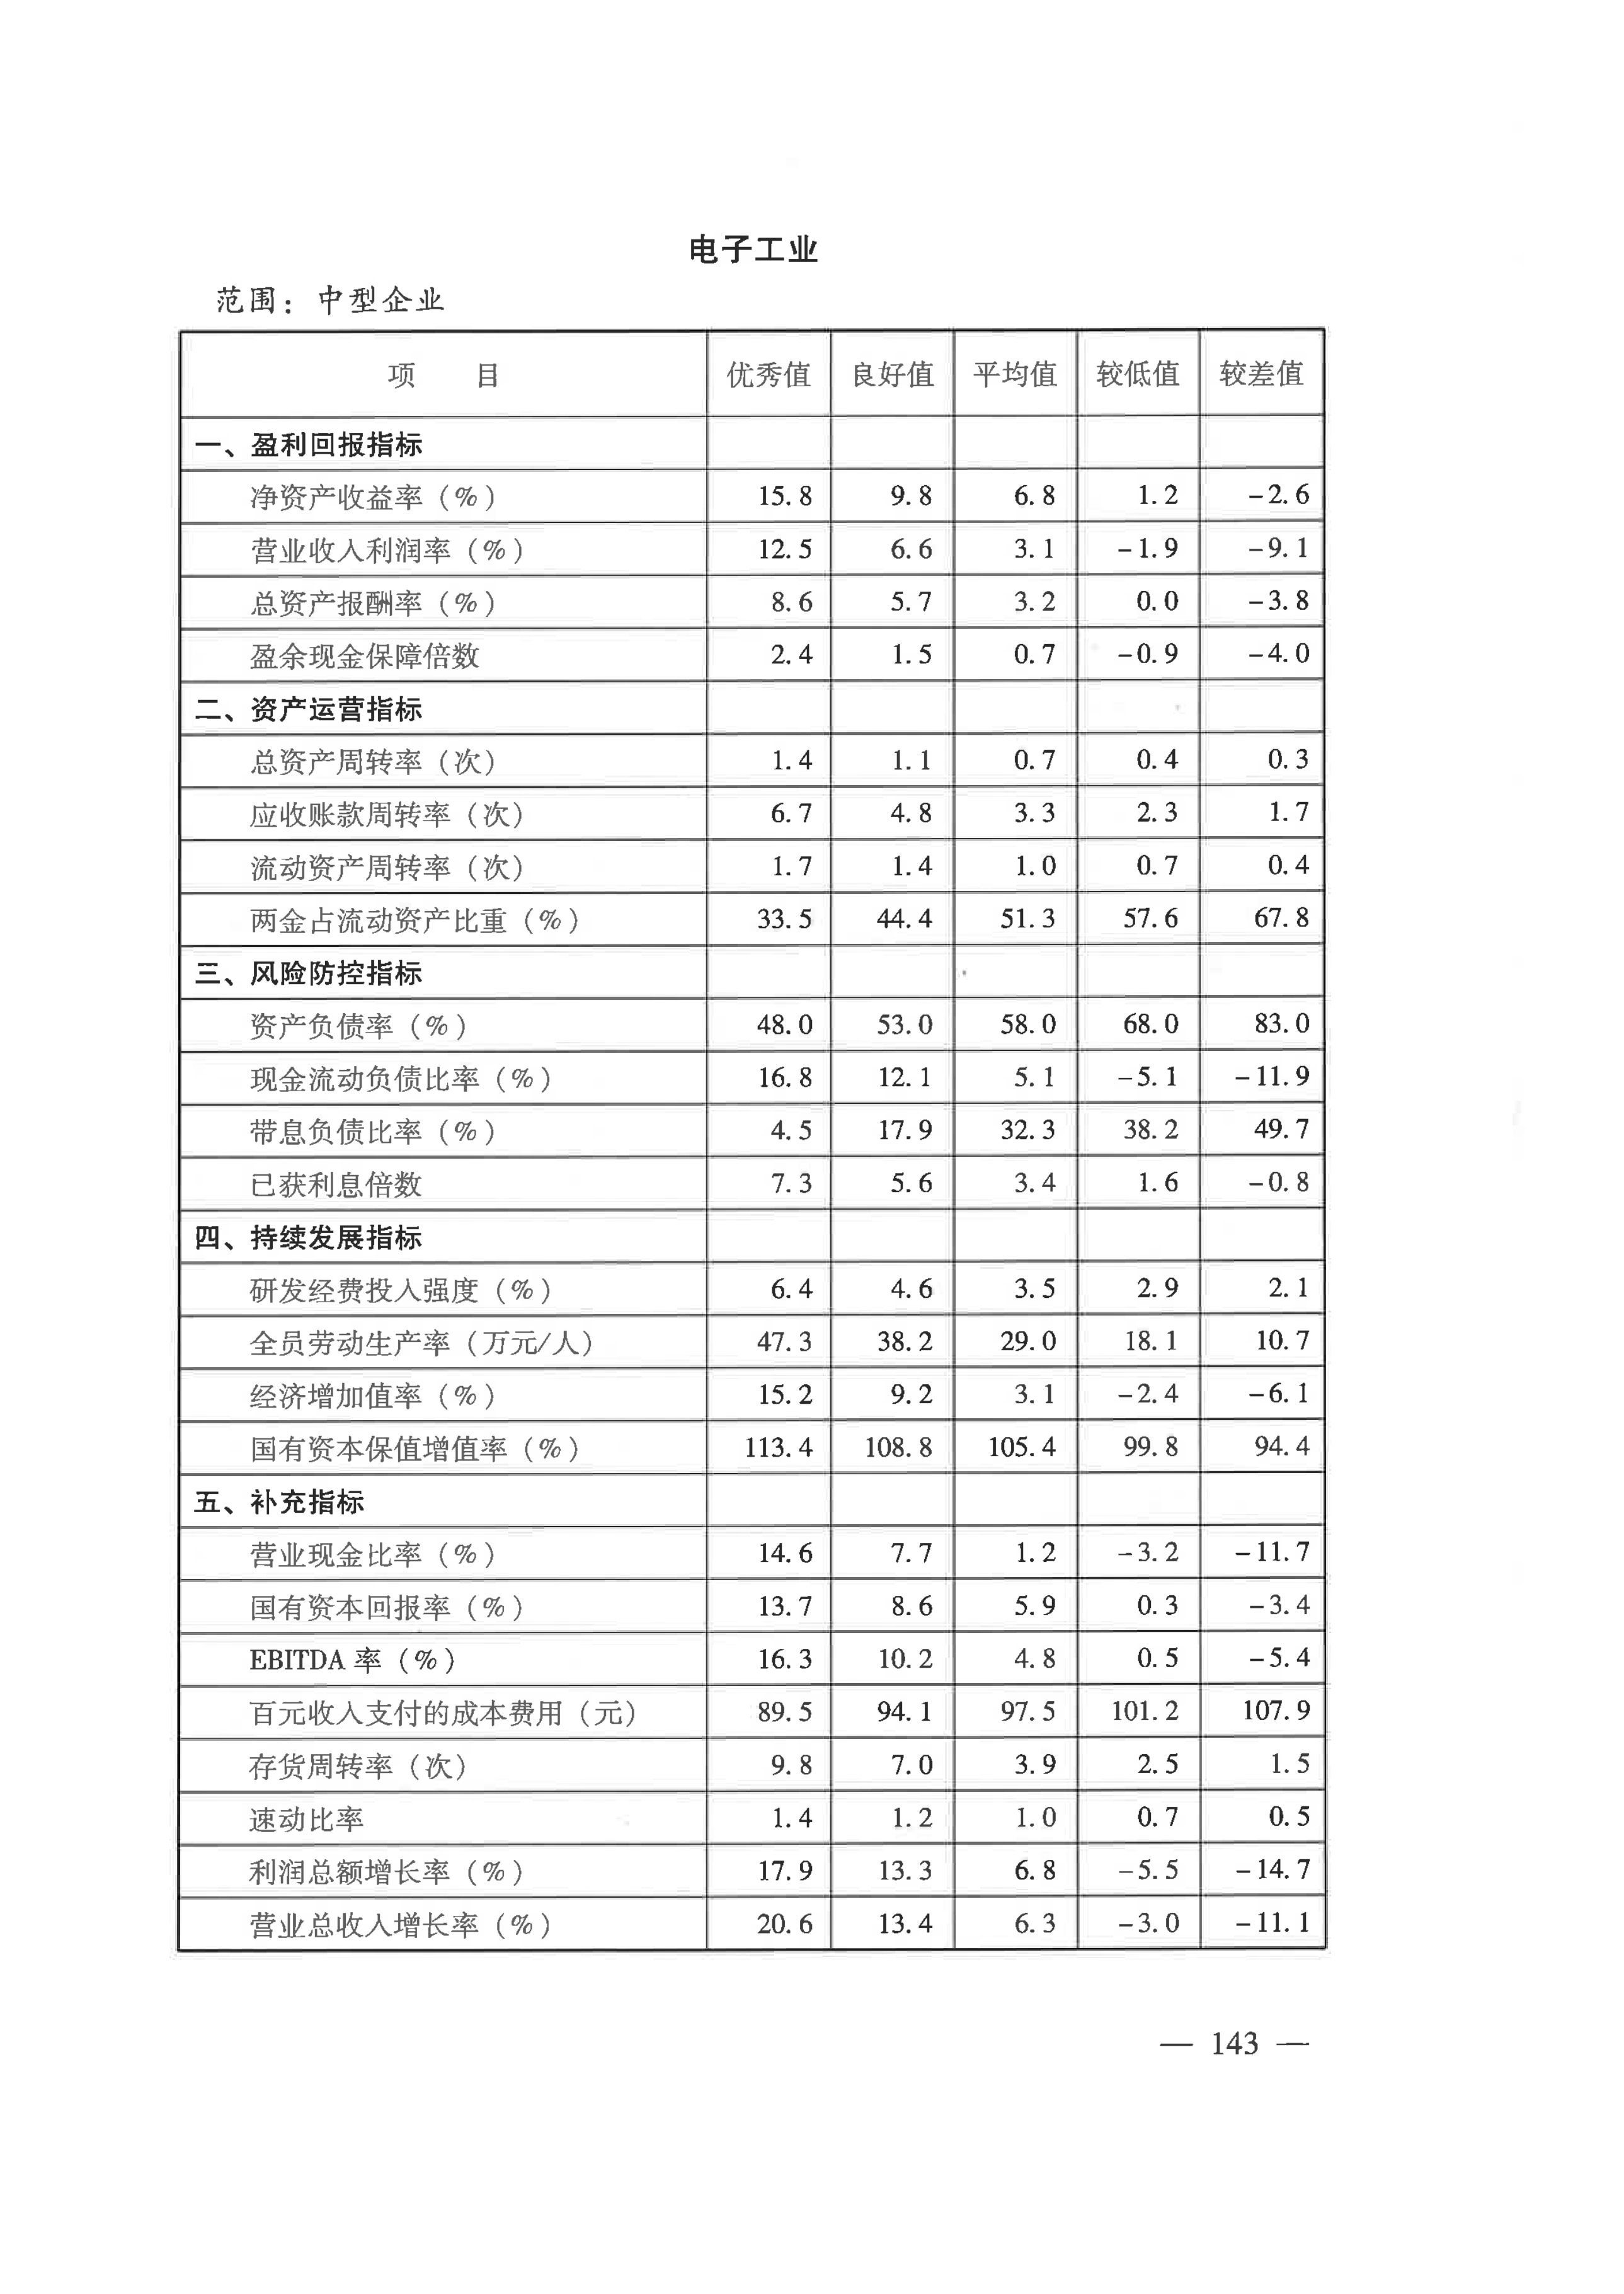 电子工业
范围：中型企业
项 目 优秀值 良好值 平均值 较低值 较差值
一、盈利回报指标
净资产收益率（%） 15.8 9.8 6.8 1.2 -2.6
营业收入利润率（%） 12.5 6.6 3.1 -1.9 -9.1
总资产报酬率（%） 8.6 5.7 3.2 0.0 -3.8
盈余现金保障倍数 2.4 1.5 0.7 -0.9 -4.0
二、资产运营指标
总资产周转率（次） 1.4 1.1 0.7 0.4 0.3
应收账款周转率（次） 6.7 4.8 3.3 2.3 1.7
流动资产周转率（次） 1.7 1.4 1.0 0.7 0.4
两金占流动资产比重（%） 33.5 44.4 51.3 57.6 67.8
三、风险防控指标
资产负债率（%） 48.0 53.0 58.0 68.0 83.0
现金流动负债比率（%） 16.8 12.1 5.1 -5.1 -11.9
带息负债比率（%） 4.5 17.9 32.3 38.2 49.7
已获利息倍数 7.3 5.6 3.4 1.6 -0.8
四、持续发展指标
研发经费投入强度（%） 6.4 4.6 3.5 2.9 2.1
全员劳动生产率（万元/人） 47.3 38.2 29.0 18.1 10.7
经济增加值率（%） 15.2 9.2 3.1 -2.4 -6.1
国有资本保值增值率（%） 113.4 108.8 105.4 99.8 94.4
五、补充指标
营业现金比率（%） 14.6 7.7 1.2 -3.2 -11.7
国有资本回报率（%） 13.7 8.6 5.9 0.3 -3.4
EBITDA 率（%） 16.3 10.2 4.8 0.5 -5.4
百元收入支付的成本费用（元） 89.5 94.1 97.5 101.2 107.9
存货周转率（次） 9.8 7.0 3.9 2.5 1.5
速动比率 1.4 1.2 1.0 0.7 0.5
利润总额增长率（%） 17.9 13.3 6.8 -5.5 -14.7
营业总收入增长率（%） 20.6 13.4 6.3 -3.0 -11.1
— 143 —